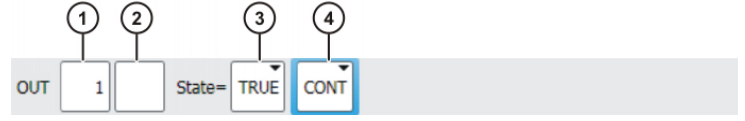 1 2 3 4
OUT 1 State= TRUE CONT